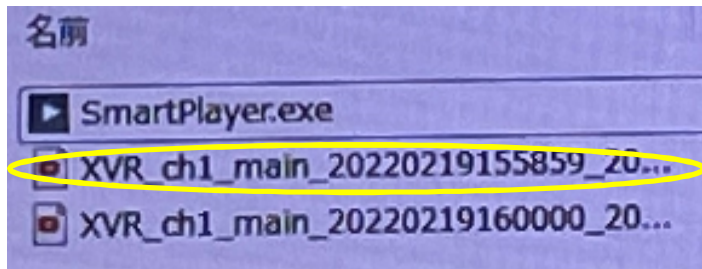 名前
SmartPlayer.exe
XVR_ch1_main_20220219155859_20...
XVR_ch1_main_20220219160000_20...